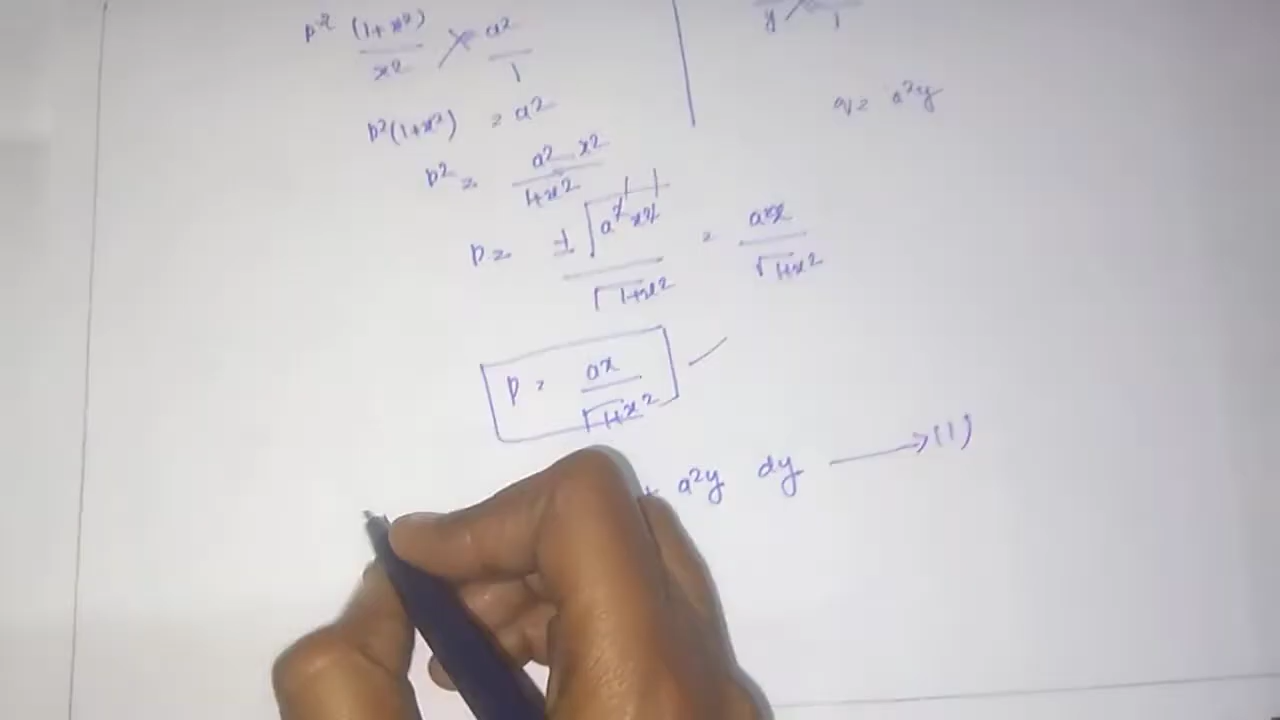 p² (1+x²) / x² = a² / 1
y 1
p²(1+x²) = a²
q = a²y
p² = a² x² / 1+x²
p = ± √a² x² / √1+x² = ax / √1+x²
p = ax / √1+x²
+ a²y dy → (1)